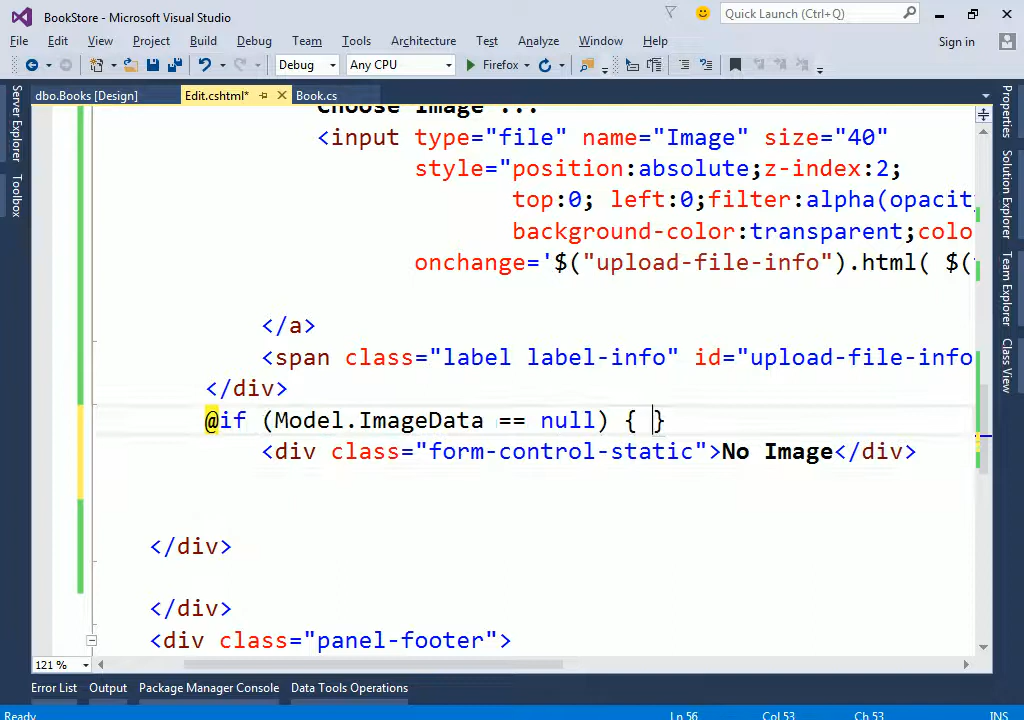 BookStore - Microsoft Visual Studio
Quick Launch (Ctrl+Q)
File Edit View Project Build Debug Team Tools Architecture Test Analyze Window Help
Sign in
Debug Any CPU Firefox
dbo.Books [Design] Edit.cshtml* Book.cs
Server Explorer
Toolbox
Properties
Solution Explorer
Team Explorer
Class View
Choose Image ...
<input type="file" name="Image" size="40"
style="position:absolute;z-index:2;
top:0; left:0;filter:alpha(opacit
background-color:transparent;colo
onchange='$("upload-file-info").html( $(
</a>
<span class="label label-info" id="upload-file-info
</div>
@if (Model.ImageData == null) { }
<div class="form-control-static">No Image</div>
</div>
</div>
<div class="panel-footer">
121 %
Error List Output Package Manager Console Data Tools Operations
Ready Ln 56 Col 53 Ch 53 INS